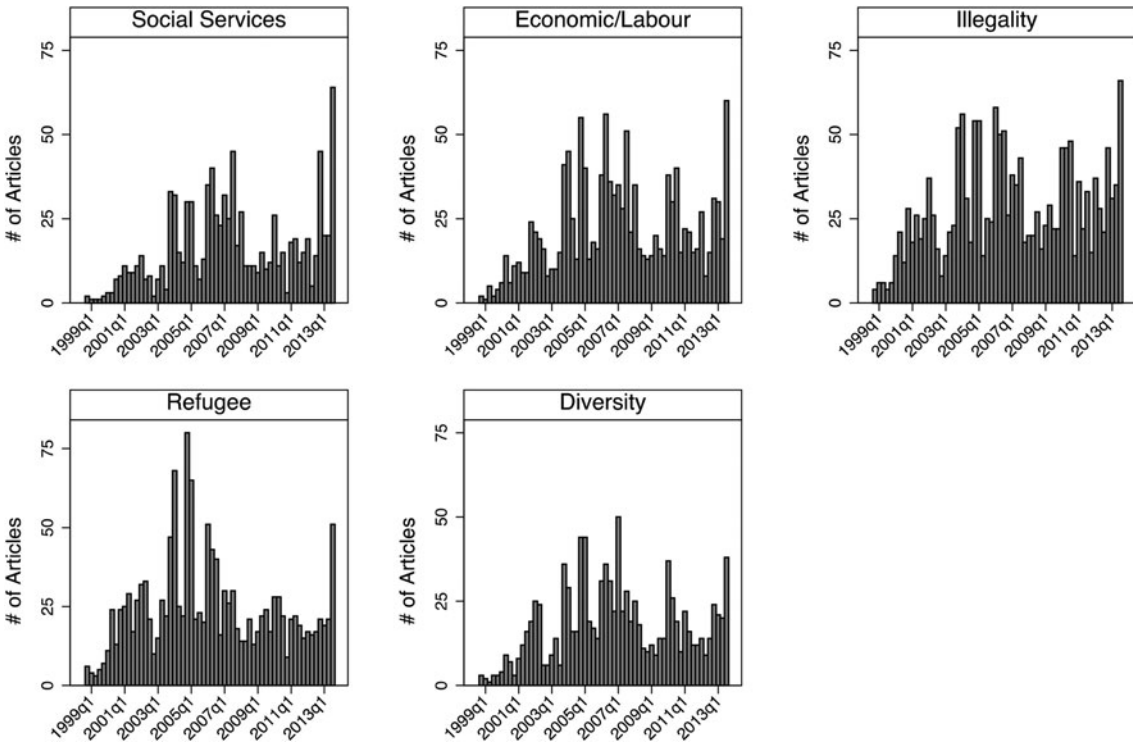 Social Services
# of Articles
75
50
25
0
1999q1
2001q1
2003q1
2005q1
2007q1
2009q1
2011q1
2013q1
Economic/Labour
# of Articles
75
50
25
0
1999q1
2001q1
2003q1
2005q1
2007q1
2009q1
2011q1
2013q1
Illegality
# of Articles
75
50
25
0
1999q1
2001q1
2003q1
2005q1
2007q1
2009q1
2011q1
2013q1
Refugee
# of Articles
75
50
25
0
1999q1
2001q1
2003q1
2005q1
2007q1
2009q1
2011q1
2013q1
Diversity
# of Articles
75
50
25
0
1999q1
2001q1
2003q1
2005q1
2007q1
2009q1
2011q1
2013q1